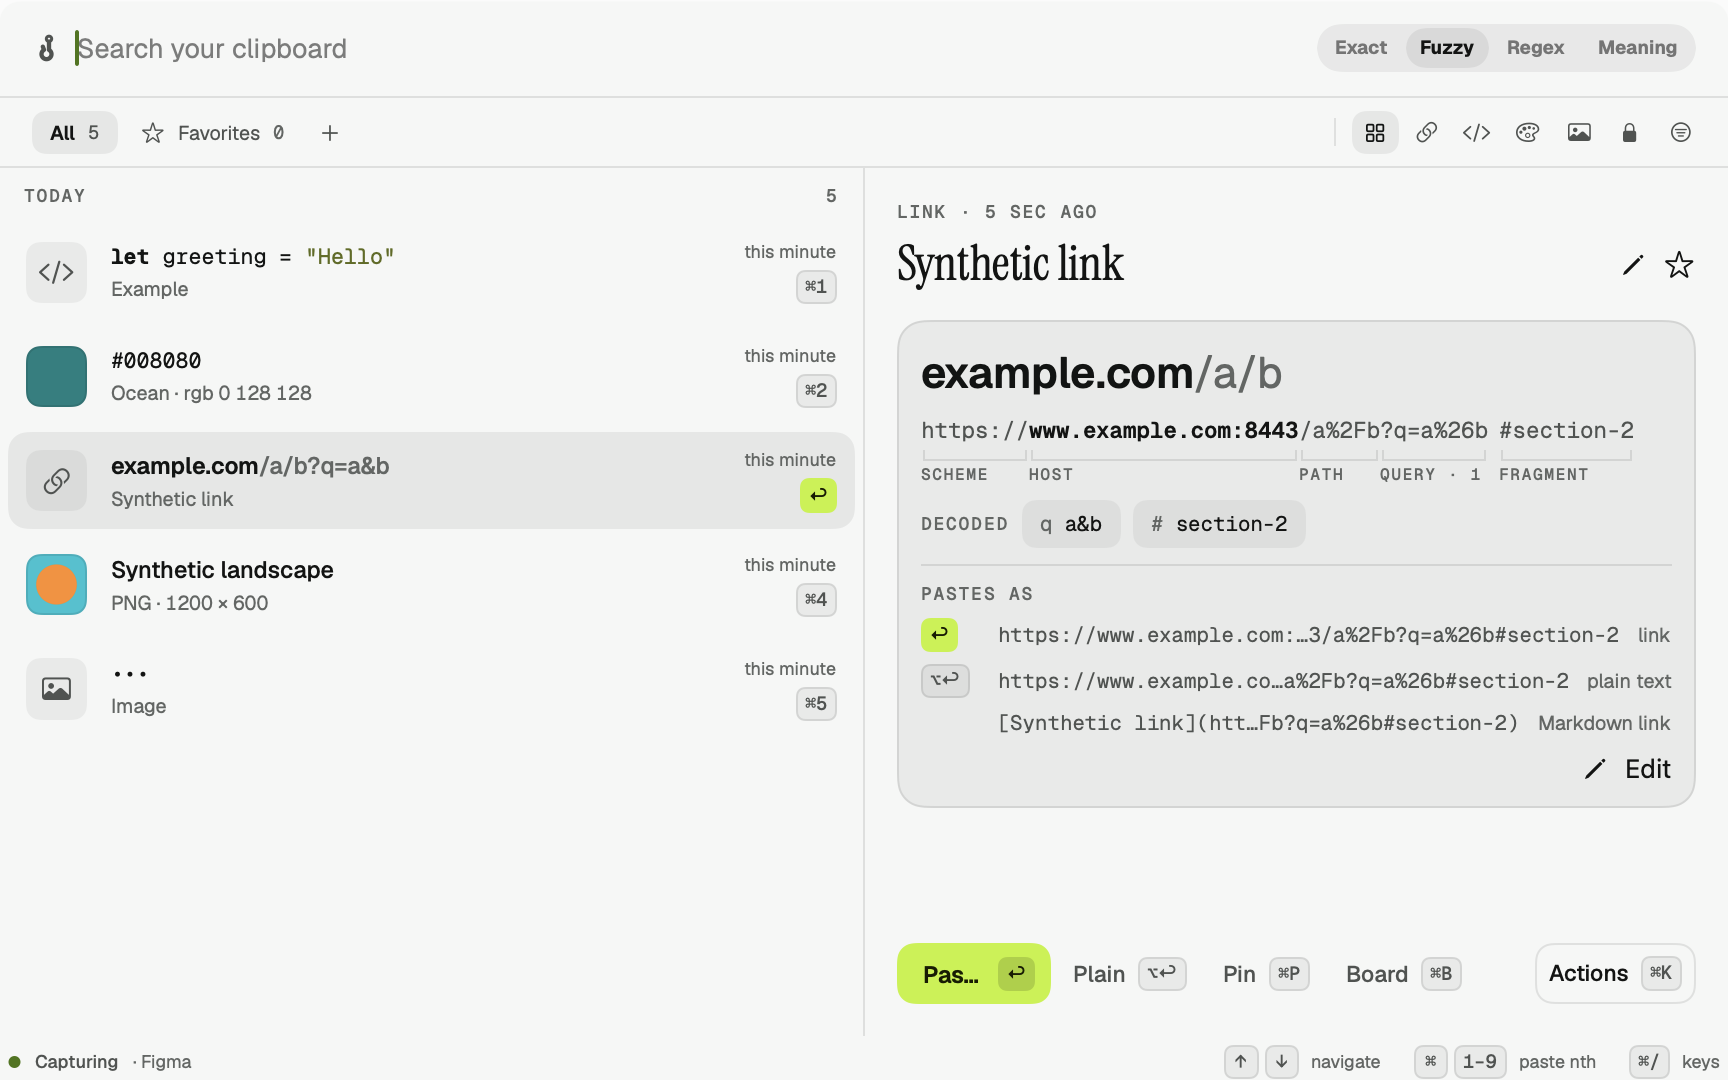 Search your clipboard
Exact Fuzzy Regex Meaning
All 5 Favorites 0
TODAY 5
let greeting = "Hello" this minute
Example ⌘1
#008080 this minute
Ocean · rgb 0 128 128 ⌘2
example.com/a/b?q=a&b this minute
Synthetic link
Synthetic landscape this minute
PNG · 1200 × 600 ⌘4
... this minute
Image ⌘5
LINK · 5 SEC AGO
Synthetic link
example.com/a/b
https://www.example.com:8443/a%2Fb?q=a%26b #section-2
SCHEME HOST PATH QUERY · 1 FRAGMENT
DECODED q a&b # section-2
PASTES AS
https://www.example.com:…3/a%2Fb?q=a%26b#section-2 link
⌥↩ https://www.example.co…a%2Fb?q=a%26b#section-2 plain text
[Synthetic link](htt…Fb?q=a%26b#section-2) Markdown link
Edit
Pas… ↩ Plain ⌥↩ Pin ⌘P Board ⌘B Actions ⌘K
Capturing · Figma
↑ ↓ navigate ⌘ 1–9 paste nth ⌘/ keys